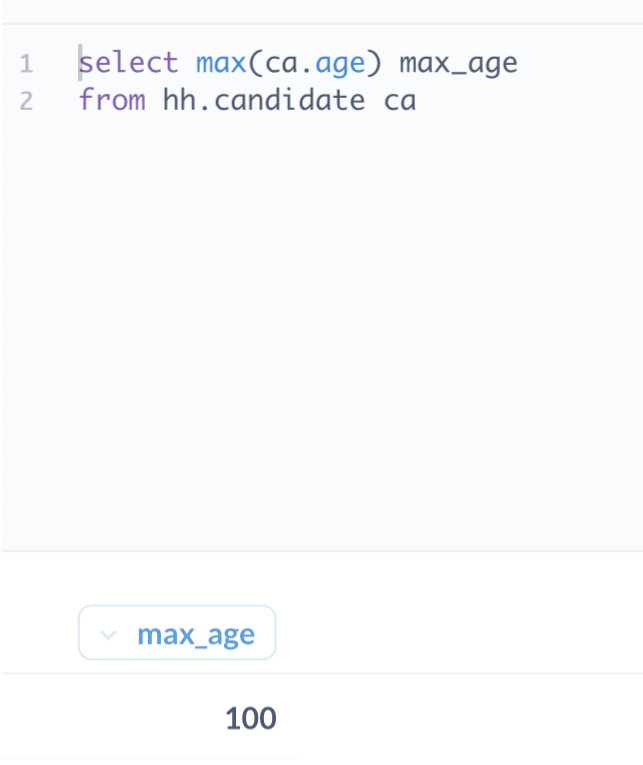 1 select max(ca.age) max_age
2 from hh.candidate ca
max_age
100